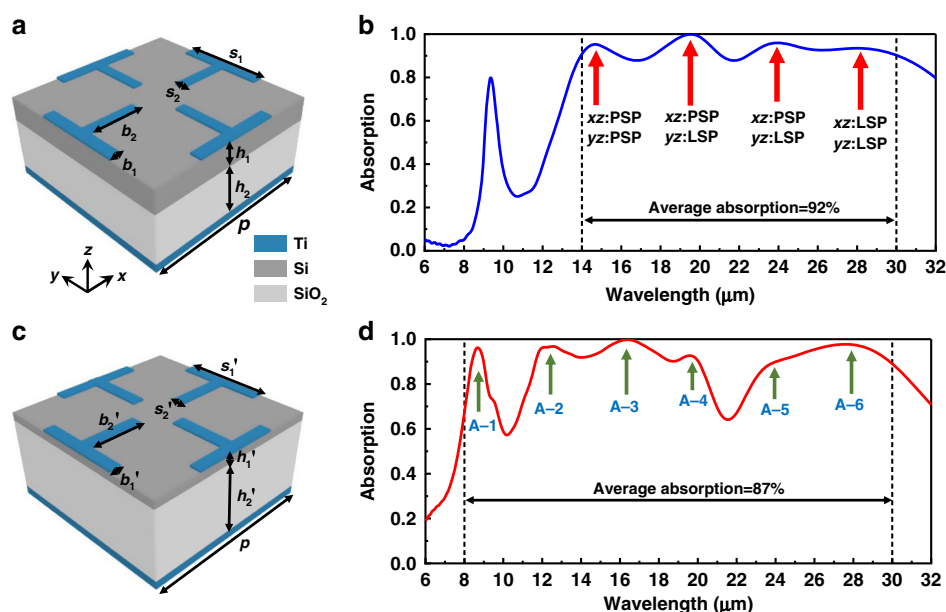 a
s1
s2
b2
b1
h1
h2
p
z
y
x
Ti
Si
SiO2
b
Absorption
1.0
0.8
0.6
0.4
0.2
0.0
xz:PSP
yz:PSP
xz:PSP
yz:LSP
xz:PSP
yz:LSP
xz:LSP
yz:LSP
Average absorption=92%
6 8 10 12 14 16 18 20 22 24 26 28 30 32
Wavelength (μm)
c
s1'
s2'
b2'
b1'
h1'
h2'
p
d
Absorption
1.0
0.8
0.6
0.4
0.2
0.0
A–1
A–2
A–3
A–4
A–5
A–6
Average absorption=87%
6 8 10 12 14 16 18 20 22 24 26 28 30 32
Wavelength (μm)